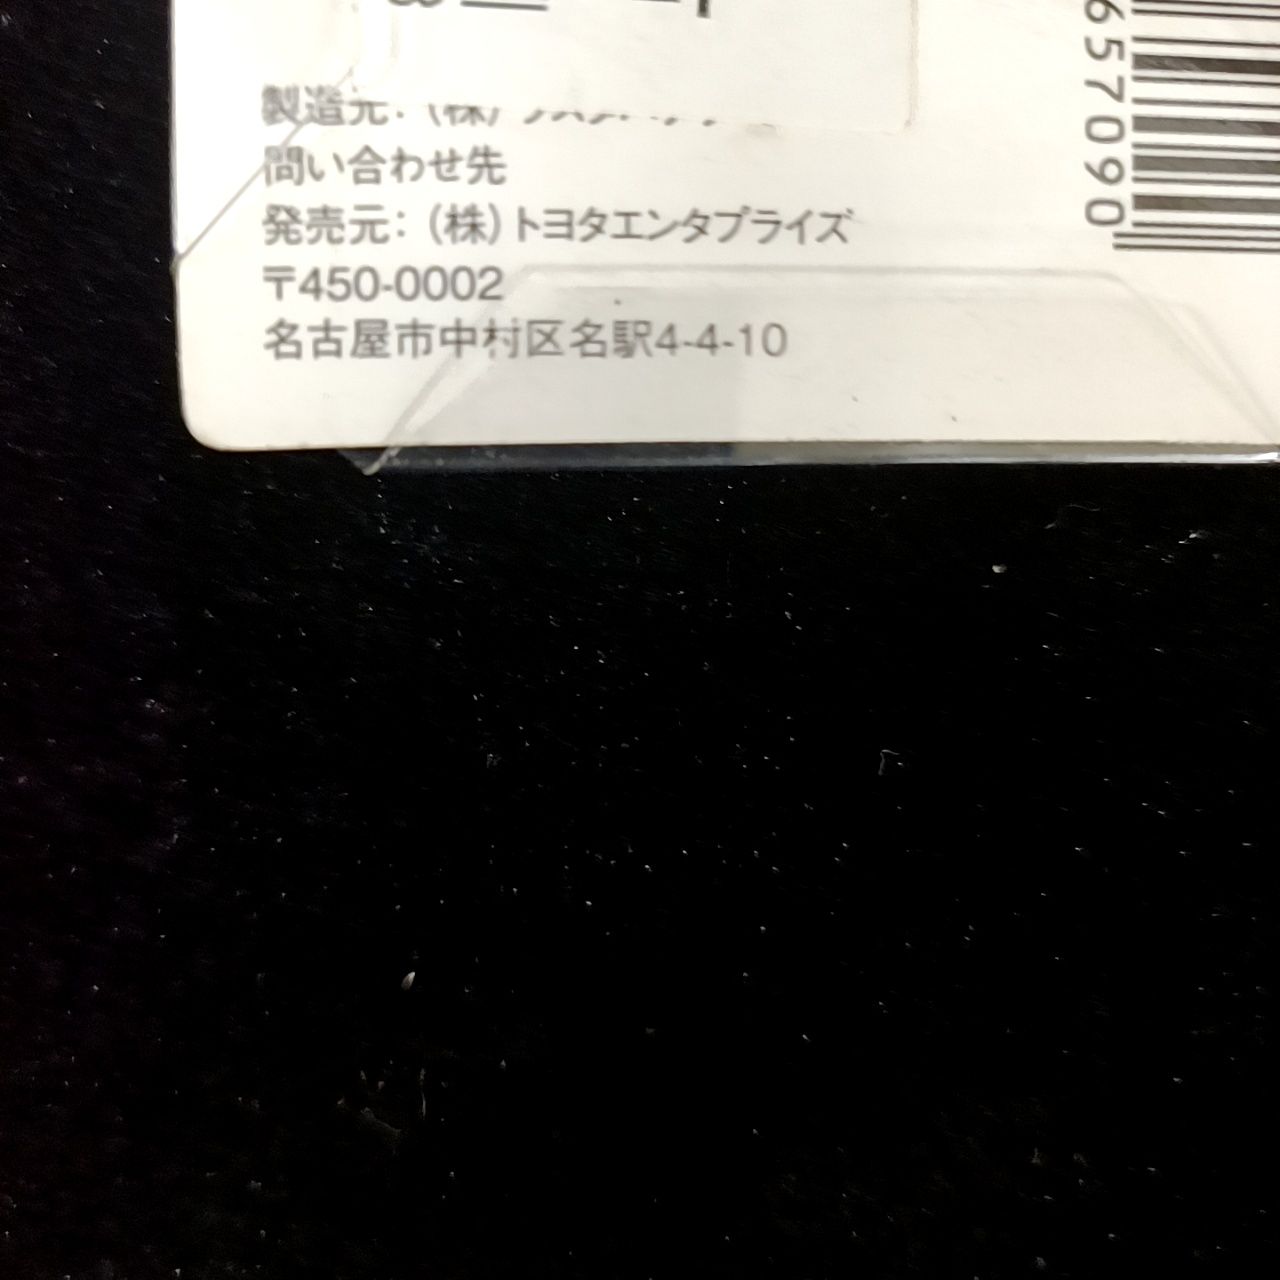 製造元：(株)
問い合わせ先
発売元：(株)トヨタエンタプライズ
〒450-0002
名古屋市中村区名駅4-4-10
657090